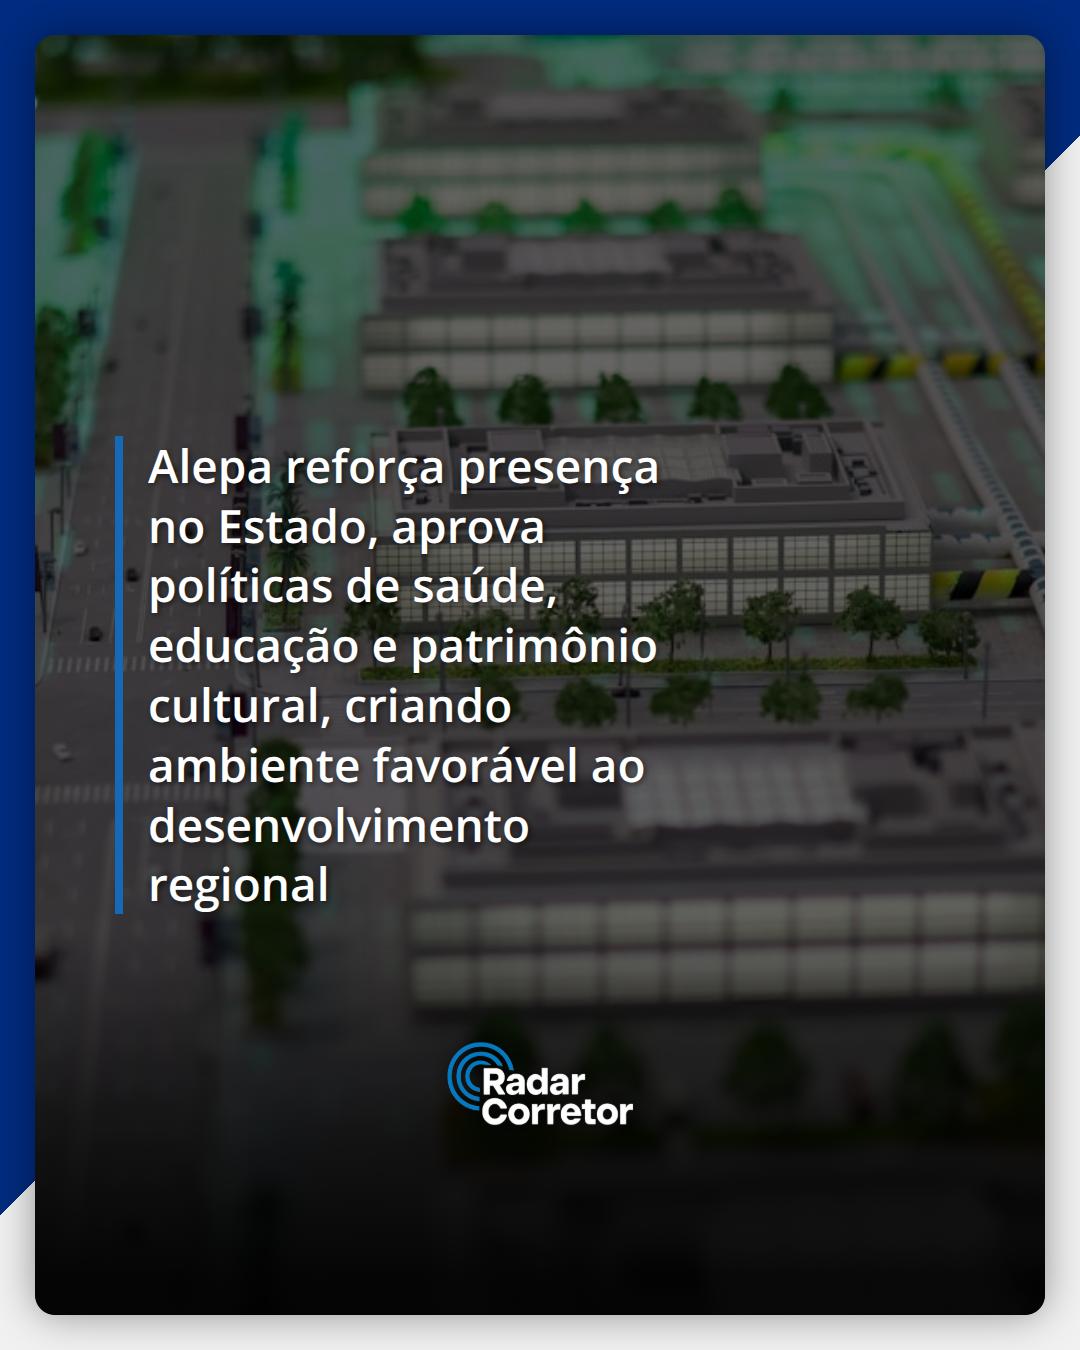 Alepa reforça presença
no Estado, aprova
políticas de saúde,
educação e patrimônio
cultural, criando
ambiente favorável ao
desenvolvimento
regional
Radar
Corretor